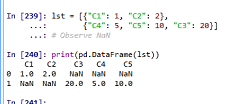 In [239]: lst = [{"C1": 1, "C2": 2},
     ...:        {"C4": 5, "C5": 10, "C3": 20}]
     ...: # Observe NaN

In [240]: print(pd.DataFrame(lst))
    C1   C2    C3   C4    C5
0  1.0  2.0   NaN  NaN   NaN
1  NaN  NaN  20.0  5.0  10.0

In [241]: